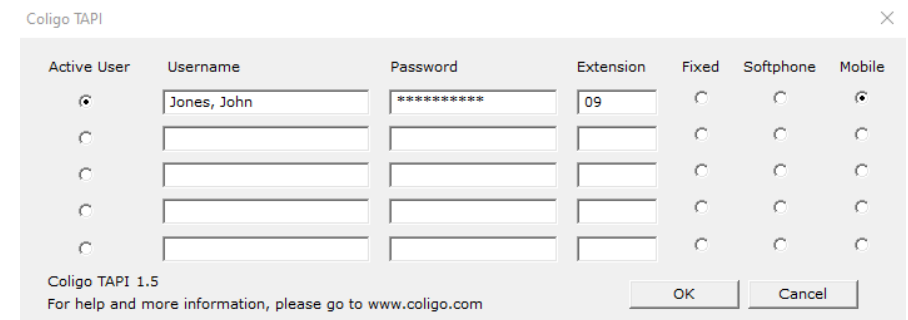 Coligo TAPI
Active User Username Password Extension Fixed Softphone Mobile
Jones, John ********** 09
Coligo TAPI 1.5
For help and more information, please go to www.coligo.com
OK Cancel